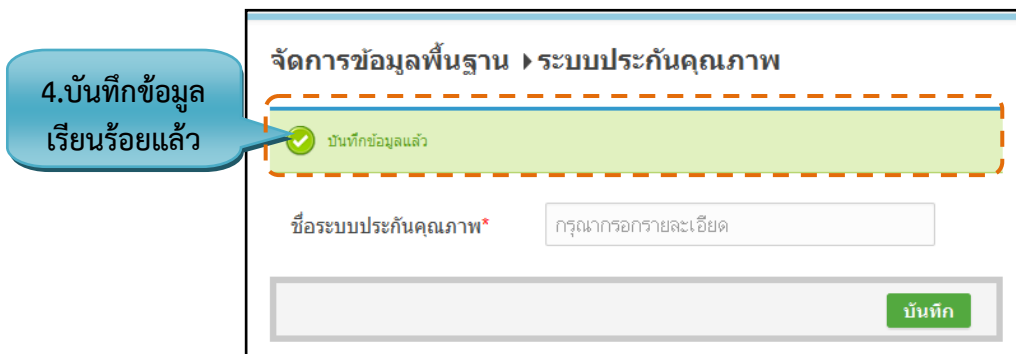 จัดการข้อมูลพื้นฐาน ▸ ระบบประกันคุณภาพ
4.บันทึกข้อมูล
เรียนร้อยแล้ว
บันทึกข้อมูลแล้ว
ชื่อระบบประกันคุณภาพ*
กรุณากรอกรายละเอียด
บันทึก